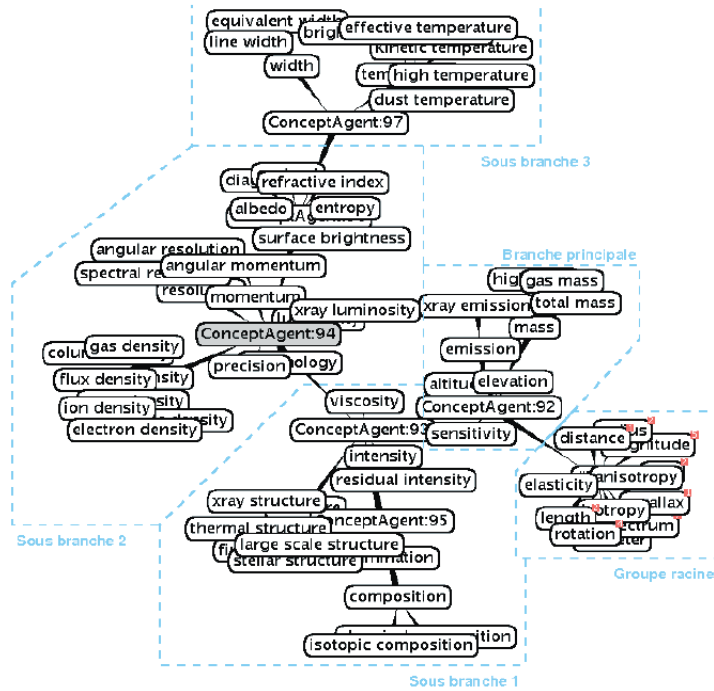 equivalent width
effective temperature
line width
kinetic temperature
width
high temperature
dust temperature
ConceptAgent:97
Sous branche 3
refractive index
albedo
entropy
surface brightness
angular resolution
angular momentum
Branche principale
gas mass
momentum
xray luminosity
xray emission
total mass
mass
ConceptAgent:94
gas density
precision
emission
flux density
elevation
viscosity
ion density
ConceptAgent:92
electron density
ConceptAgent:93
sensitivity
distance
intensity
residual intensity
anisotropy
elasticity
xray structure
length
thermal structure
ConceptAgent:95
rotation
Sous branche 2
large scale structure
stellar structure
Groupe racine
composition
isotopic composition
Sous branche 1